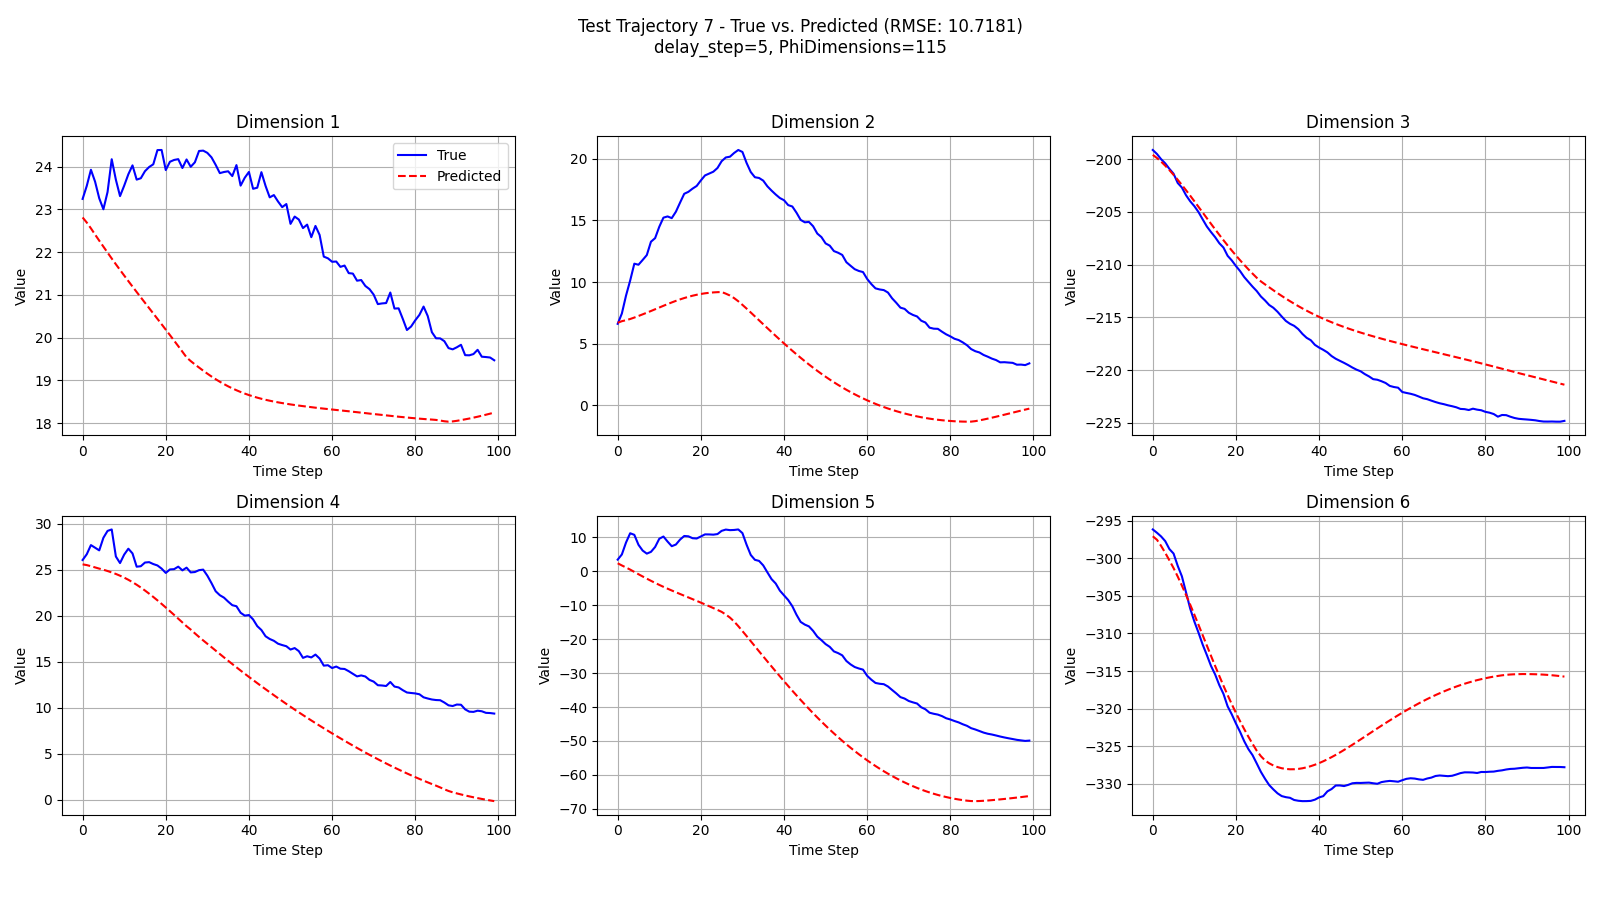 Test Trajectory 7 - True vs. Predicted (RMSE: 10.7181)
delay_step=5, PhiDimensions=115
Dimension 1
Value
24
23
22
21
20
19
18
True
Predicted
0 20 40 60 80 100
Time Step
Dimension 2
Value
20
15
10
5
0
0 20 40 60 80 100
Time Step
Dimension 3
Value
−200
−205
−210
−215
−220
−225
0 20 40 60 80 100
Time Step
Dimension 4
Value
30
25
20
15
10
5
0
0 20 40 60 80 100
Time Step
Dimension 5
Value
10
0
−10
−20
−30
−40
−50
−60
−70
0 20 40 60 80 100
Time Step
Dimension 6
Value
−295
−300
−305
−310
−315
−320
−325
−330
0 20 40 60 80 100
Time Step